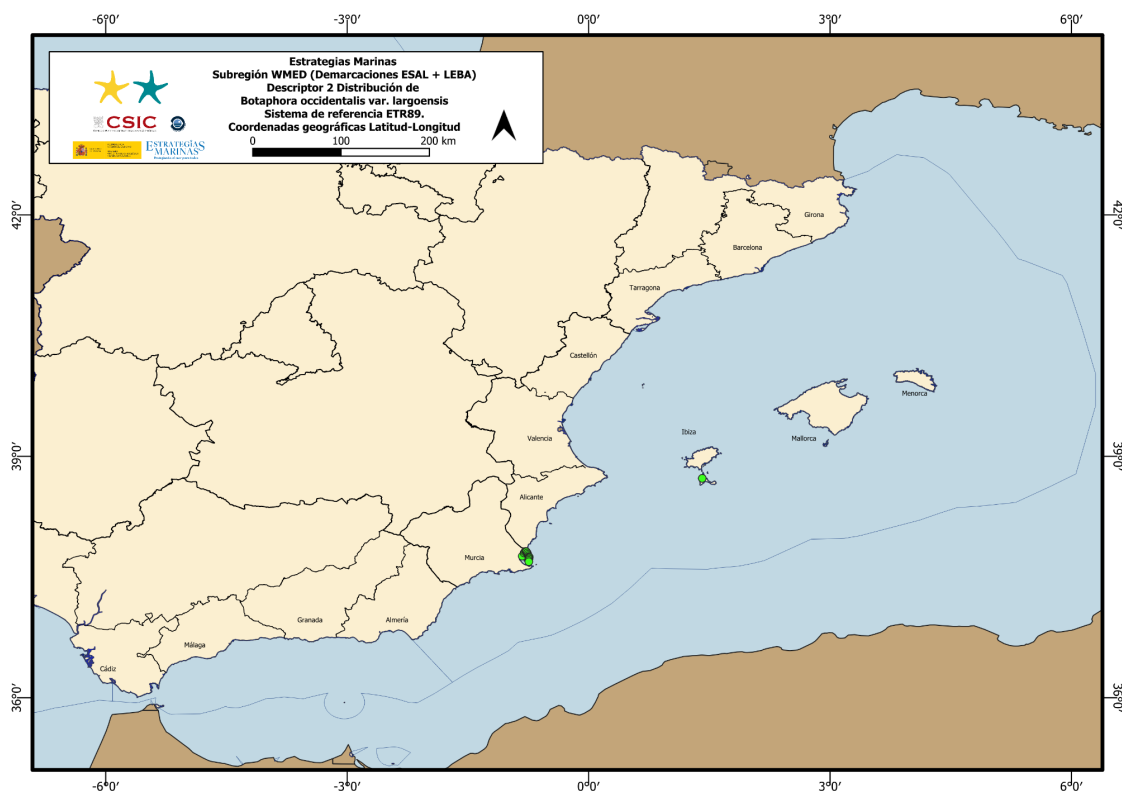 -6°0′ -3°0′ 0°0′ 3°0′ 6°0′
Estrategias Marinas
Subregión WMED (Demarcaciones ESAL + LEBA)
Descriptor 2 Distribución de
Botaphora occidentalis var. largoensis
Sistema de referencia ETR89.
Coordenadas geográficas Latitud-Longitud
0 100 200 km
CSIC
ESTRATEGIAS
MARINAS
42°0′ 42°0′
Girona
Barcelona
Tarragona
Castellón
Menorca
Ibiza
Valencia
Mallorca
39°0′ 39°0′
Alicante
Murcia
Granada
Almería
Málaga
Cádiz
36°0′ 36°0′
-6°0′ -3°0′ 0°0′ 3°0′ 6°0′